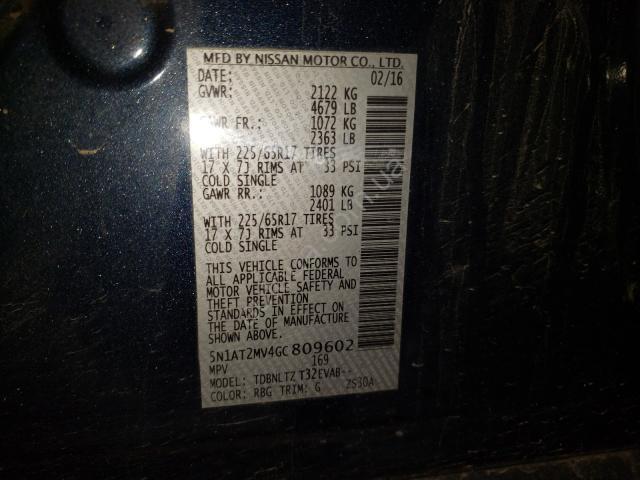 MFD BY NISSAN MOTOR CO., LTD.
DATE: 02/16
GVWR: 2122 KG
4679 LB
GAWR FR.: 1072 KG
2363 LB
WITH 225/65R17 TIRES
17 X 7J RIMS AT 33 PSI
COLD SINGLE
GAWR RR.: 1089 KG
2401 LB
WITH 225/65R17 TIRES
17 X 7J RIMS AT 33 PSI
COLD SINGLE
THIS VEHICLE CONFORMS TO
ALL APPLICABLE FEDERAL
MOTOR VEHICLE SAFETY AND
THEFT PREVENTION
STANDARDS IN EFFECT ON
THE DATE OF MANUFACTURE
SHOWN ABOVE.
5N1AT2MV4GC809602
MPV 169
MODEL: TDBNLTZ T32EVAB--
COLOR: RBG TRIM: G ZS30A